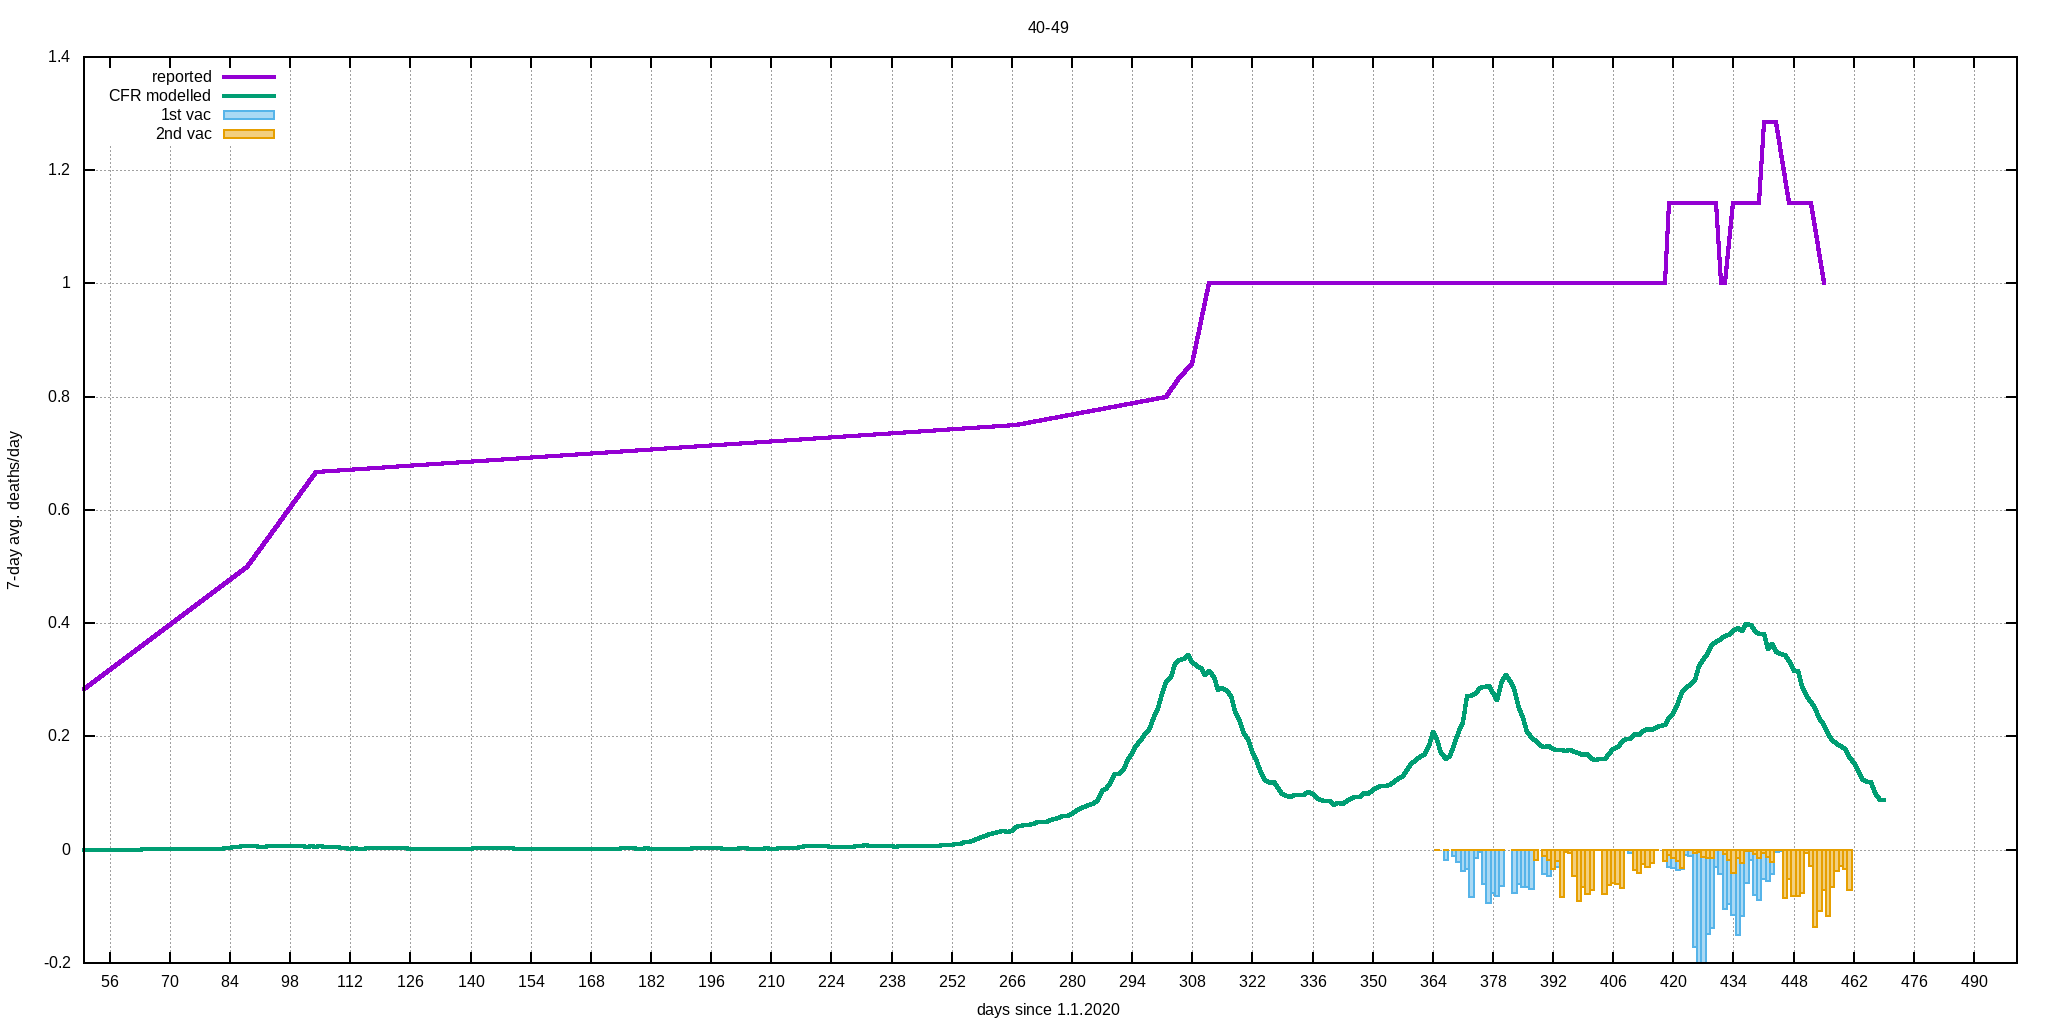 40-49
1.4
1.2
1
0.8
0.6
0.4
0.2
0
-0.2
reported
CFR modelled
1st vac
2nd vac
7-day avg. deaths/day
56 70 84 98 112 126 140 154 168 182 196 210 224 238 252 266 280 294 308 322 336 350 364 378 392 406 420 434 448 462 476 490
days since 1.1.2020